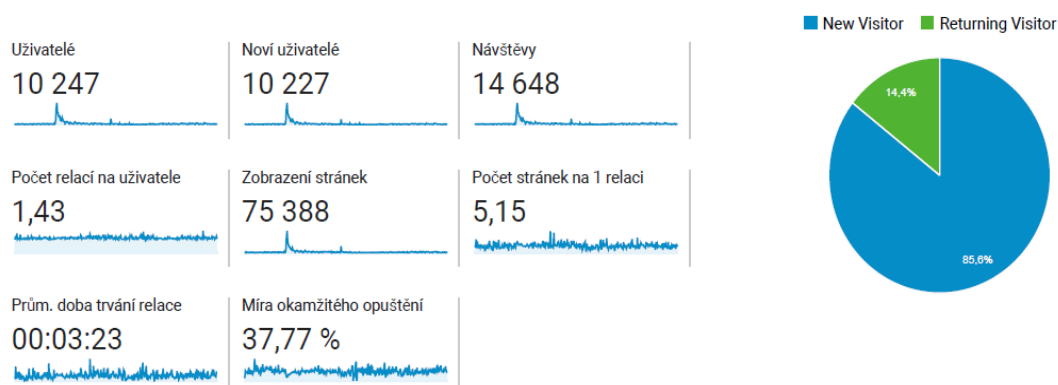 New Visitor
Returning Visitor
Uživatelé
10 247
Noví uživatelé
10 227
Návštěvy
14 648
Počet relací na uživatele
1,43
Zobrazení stránek
75 388
Počet stránek na 1 relaci
5,15
Prům. doba trvání relace
00:03:23
Míra okamžitého opuštění
37,77 %
14,4%
85,6%